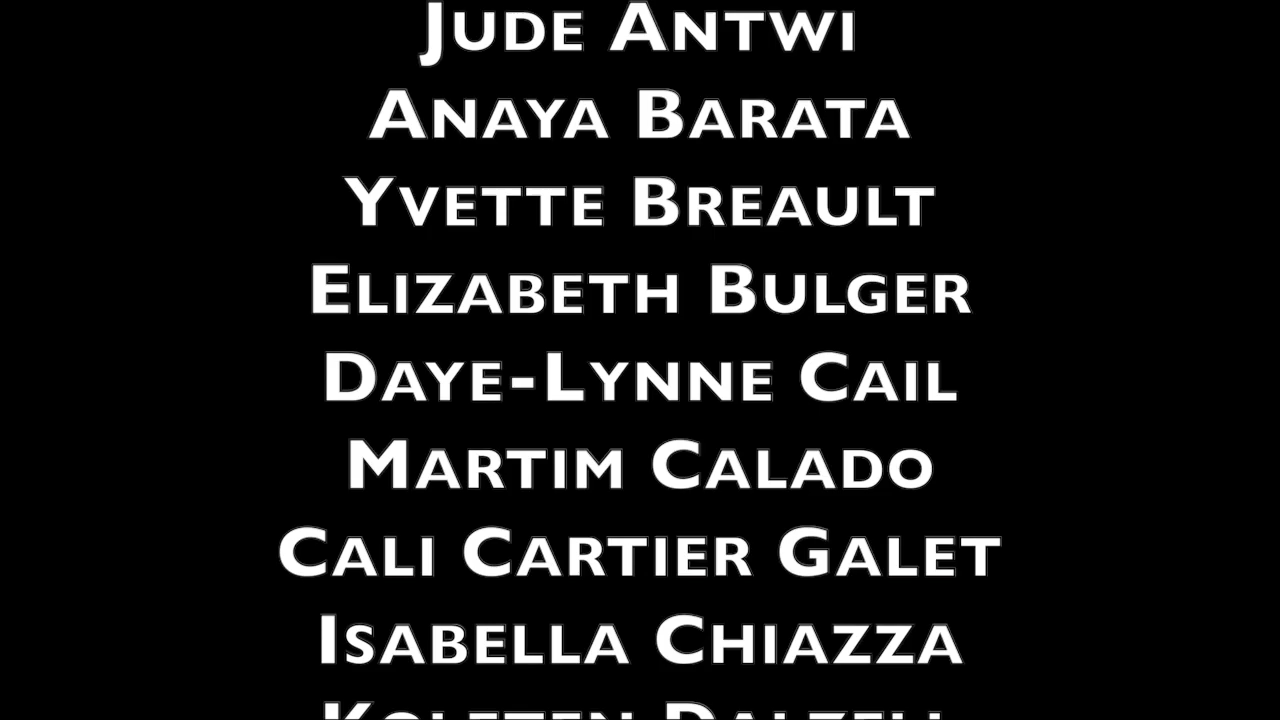 Jude Antwi
Anaya Barata
Yvette Breault
Elizabeth Bulger
Daye-Lynne Cail
Martim Calado
Cali Cartier Galet
Isabella Chiazza